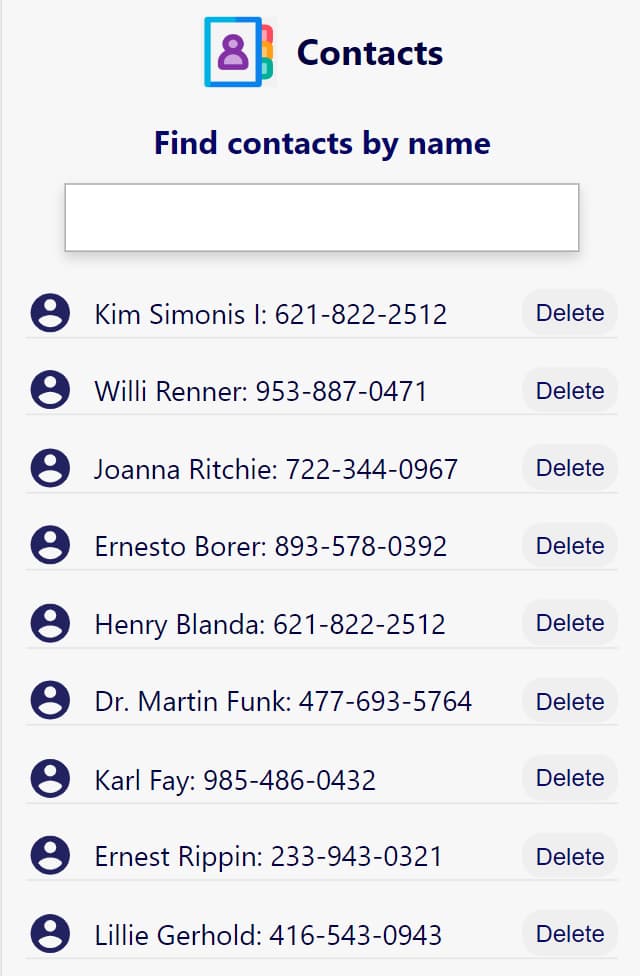 Contacts
Find contacts by name
Kim Simonis I: 621-822-2512 Delete
Willi Renner: 953-887-0471 Delete
Joanna Ritchie: 722-344-0967 Delete
Ernesto Borer: 893-578-0392 Delete
Henry Blanda: 621-822-2512 Delete
Dr. Martin Funk: 477-693-5764 Delete
Karl Fay: 985-486-0432 Delete
Ernest Rippin: 233-943-0321 Delete
Lillie Gerhold: 416-543-0943 Delete